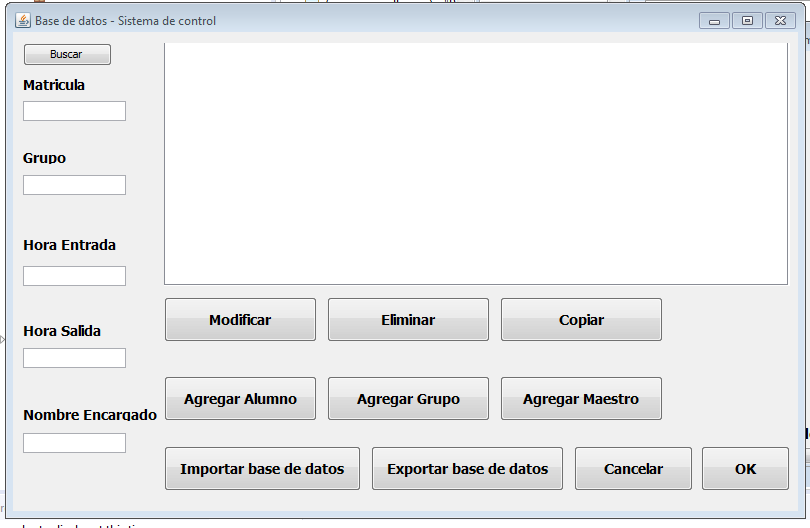 Base de datos - Sistema de control
Buscar
Matricula
Grupo
Hora Entrada
Hora Salida
Nombre Encargado
Modificar
Eliminar
Copiar
Agregar Alumno
Agregar Grupo
Agregar Maestro
Importar base de datos
Exportar base de datos
Cancelar
OK